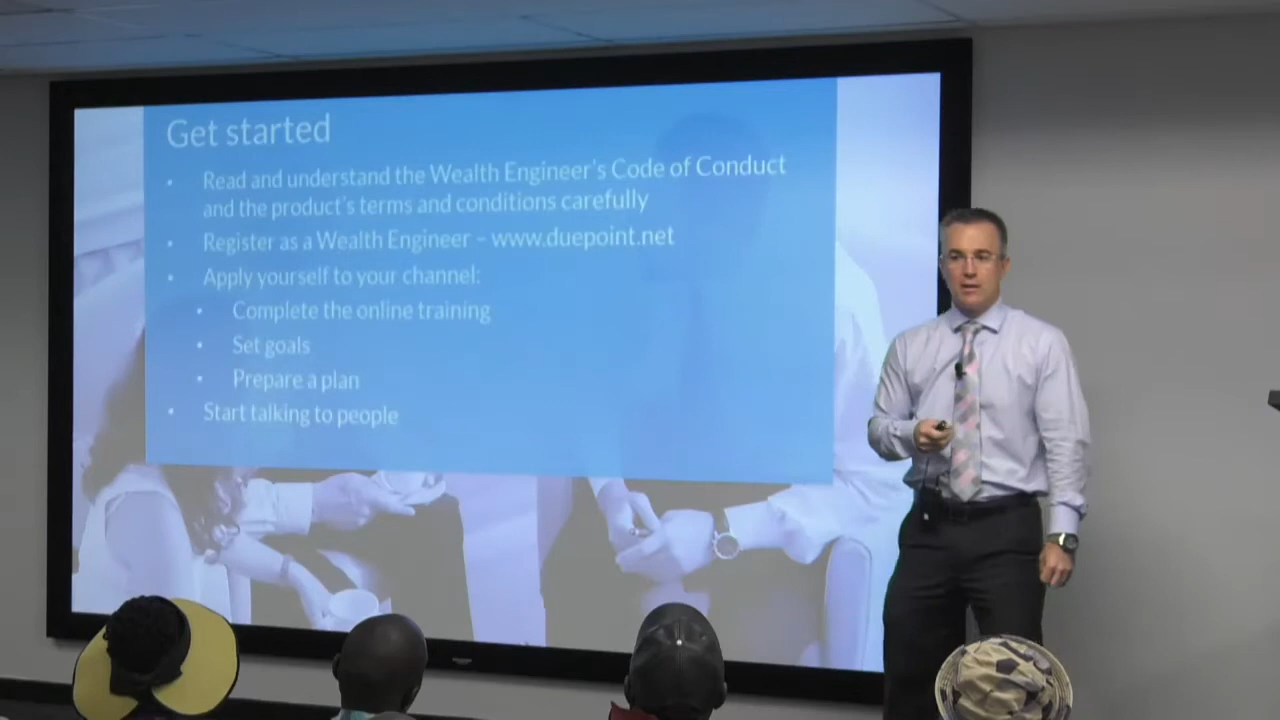 Get started
• Read and understand the Wealth Engineer's Code of Conduct
and the product's terms and conditions carefully
• Register as a Wealth Engineer – www.duepoint.net
• Apply yourself to your channel:
• Complete the online training
• Set goals
• Prepare a plan
• Start talking to people